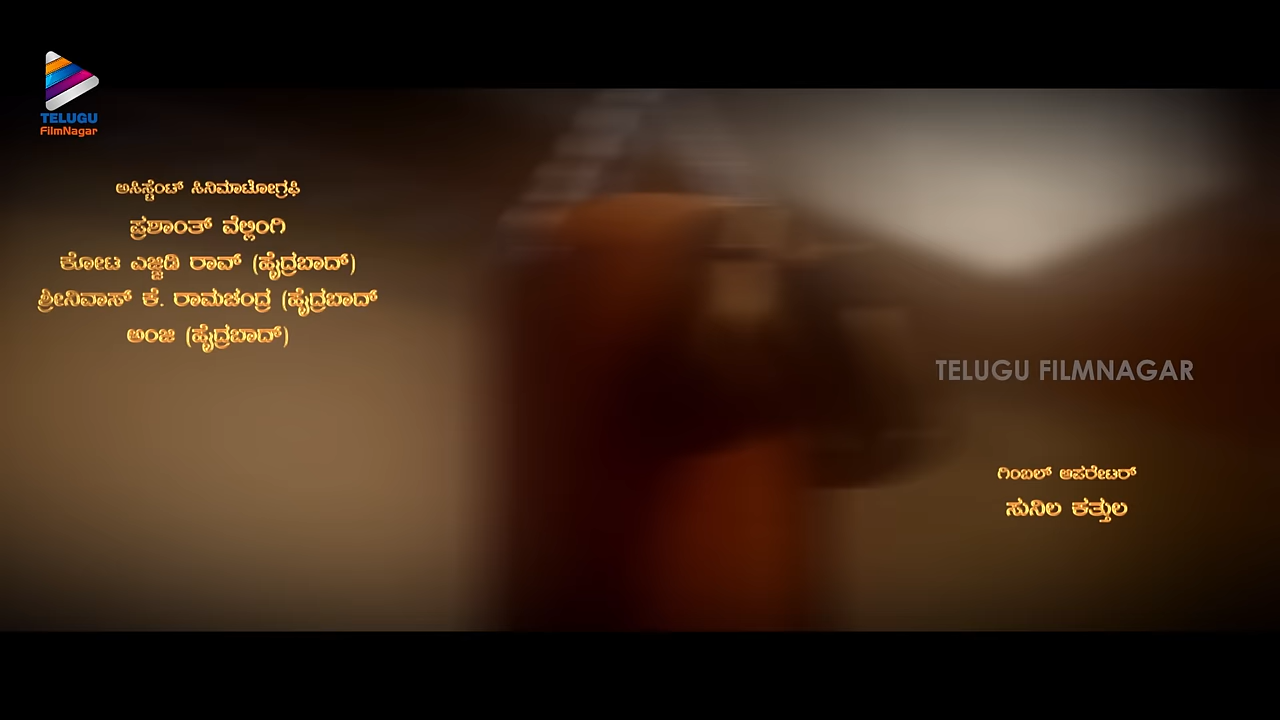 TELUGU
FilmNagar
ಅಸಿಸ್ಟೆಂಟ್ ಸಿನಿಮಾಟೋಗ್ರಫಿ
ಪ್ರಶಾಂತ್ ವೆಲ್ಲಿಂಗಿ
ಕೋಟ ಎಜ್ಜಿಡಿ ರಾವ್ (ಹೈದ್ರಬಾದ್)
ಶ್ರೀನಿವಾಸ್ ಕೆ. ರಾಮಚಂದ್ರ (ಹೈದ್ರಬಾದ್
ಅಂಜಿ (ಹೈದ್ರಬಾದ್)
TELUGU FILMNAGAR
ಗಿಂಬಲ್ ಆಪರೇಟರ್
ಸುನಿಲ ಕತ್ತುಲ